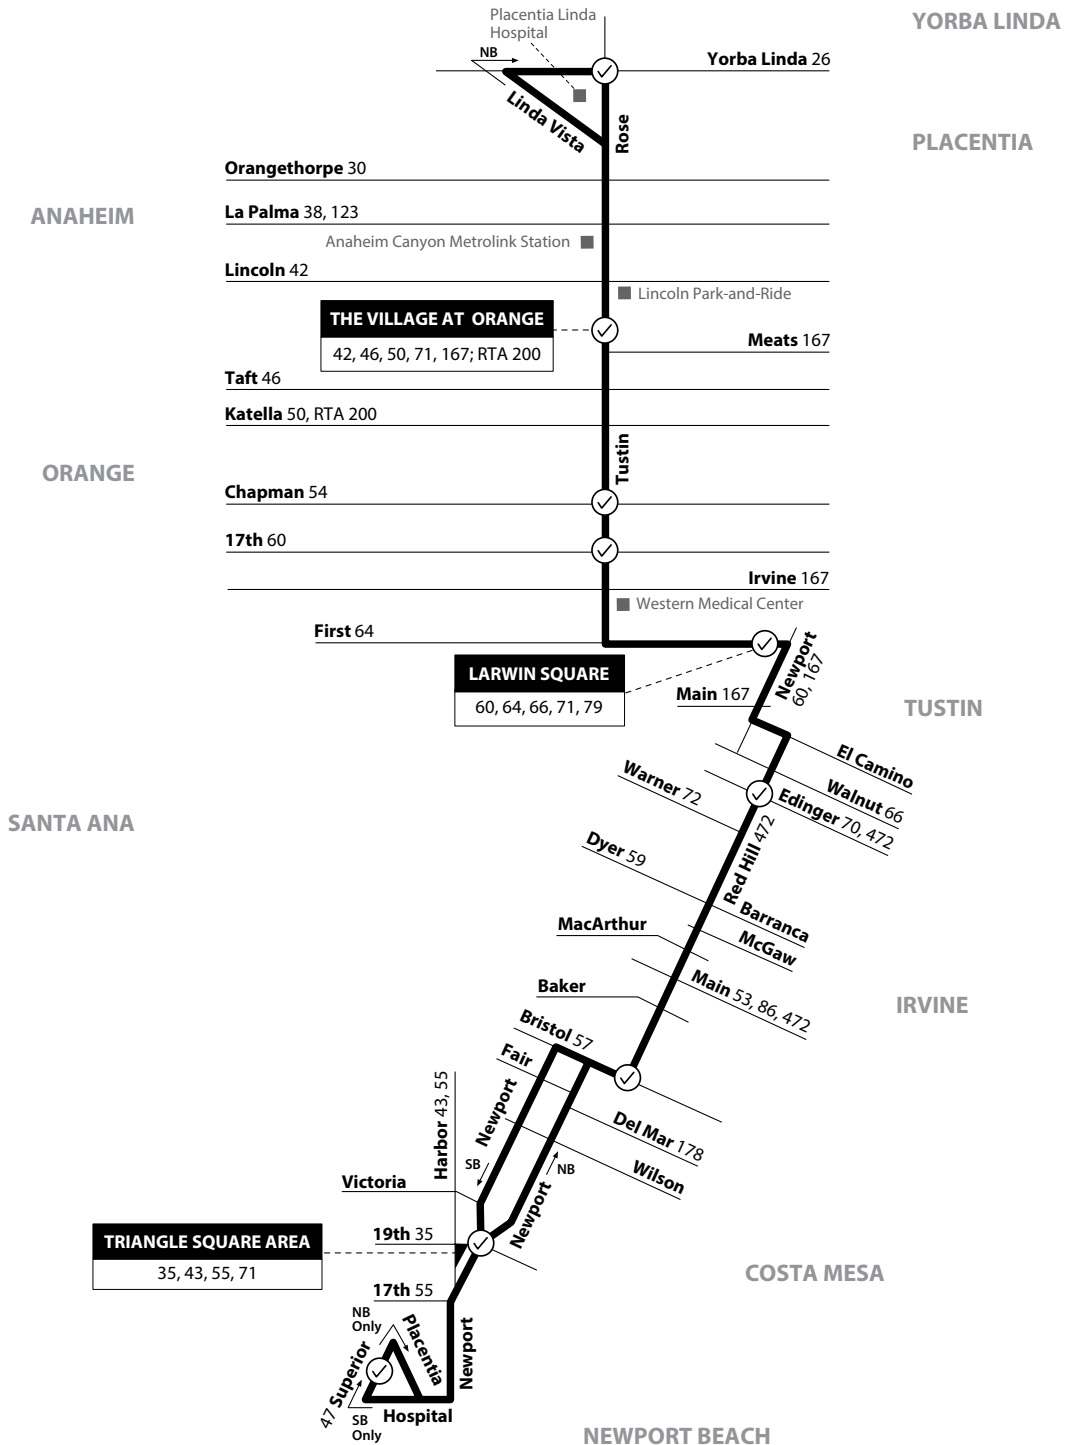 Placentia Linda
Hospital
YORBA LINDA
NB
Yorba Linda 26
Linda Vista
Rose
PLACENTIA
Orangethorpe 30
ANAHEIM
La Palma 38, 123
Anaheim Canyon Metrolink Station
Lincoln 42
Lincoln Park-and-Ride
THE VILLAGE AT ORANGE
42, 46, 50, 71, 167; RTA 200
Meats 167
Taft 46
Katella 50, RTA 200
Tustin
ORANGE
Chapman 54
17th 60
Irvine 167
Western Medical Center
First 64
Newport
60, 167
LARWIN SQUARE
60, 64, 66, 71, 79
Main 167
TUSTIN
El Camino
Walnut 66
Edinger 70, 472
Warner 72
SANTA ANA
Red Hill 472
Dyer 59
Barranca
McGaw
MacArthur
Main 53, 86, 472
IRVINE
Baker
Bristol 57
Fair
Newport
Harbor 43, 55
Del Mar 178
Wilson
SB
NB
Victoria
Newport
19th 35
TRIANGLE SQUARE AREA
35, 43, 55, 71
COSTA MESA
17th 55
NB
Only
Placentia
Newport
47 Superior
SB
Only
Hospital
NEWPORT BEACH